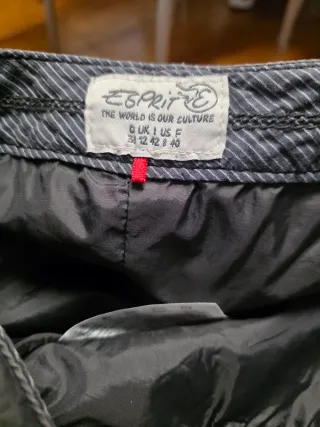 ESPRIT
THE WORLD IS OUR CULTURE
D UK I US F
38 12 42 8 40